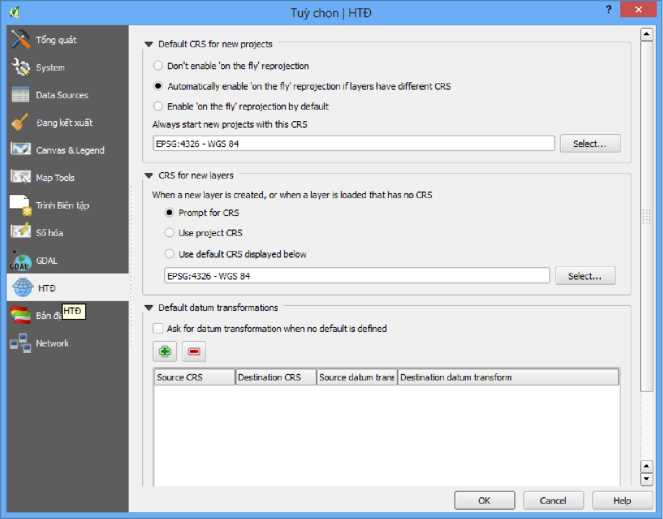 Tuỳ chọn | HTĐ
?
Tổng quát
System
Data Sources
Đang kết xuất
Canvas & Legend
Map Tools
Trình Biên tập
Số hóa
GDAL
HTĐ
Bản đị
HTĐ
Network
Default CRS for new projects
Don't enable 'on the fly' reprojection
Automatically enable 'on the fly' reprojection if layers have different CRS
Enable 'on the fly' reprojection by default
Always start new projects with this CRS
EPSG:4326 - WGS 84
Select...
CRS for new layers
When a new layer is created, or when a layer is loaded that has no CRS
Prompt for CRS
Use project CRS
Use default CRS displayed below
EPSG:4326 - WGS 84
Select...
Default datum transformations
Ask for datum transformation when no default is defined
Source CRS Destination CRS Source datum trans Destination datum transform
OK Cancel Help